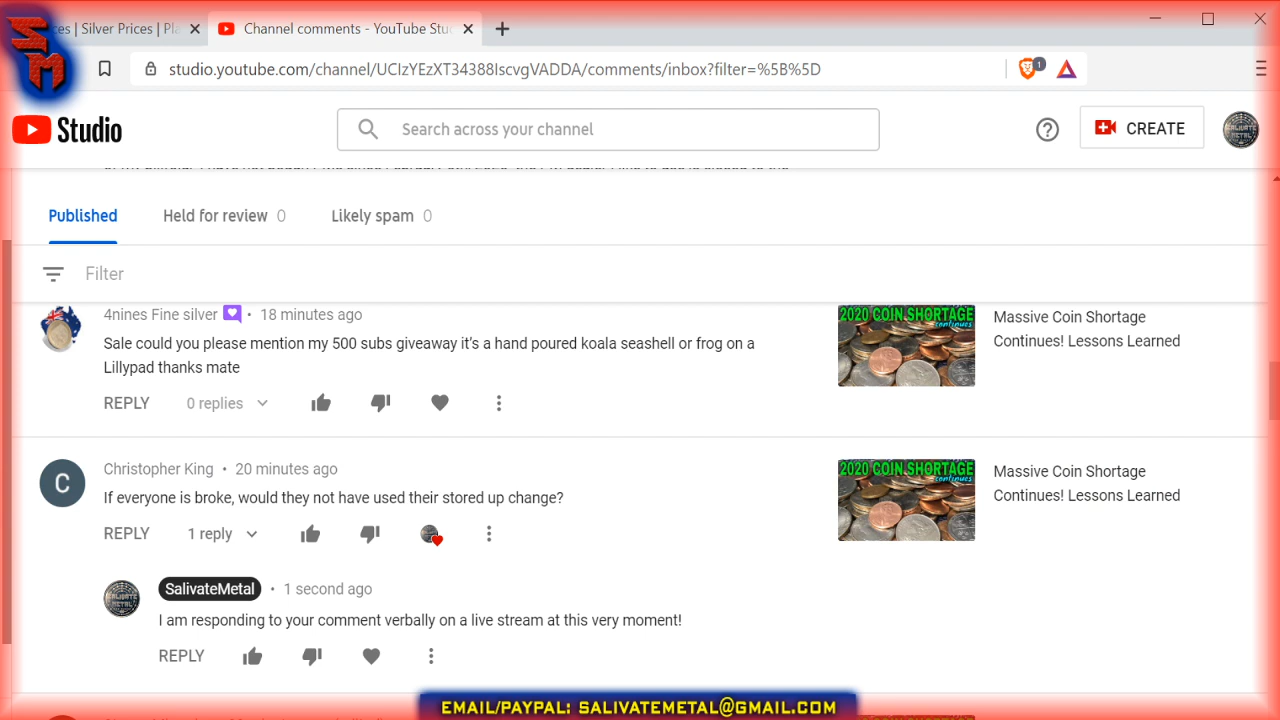 SM
es | Silver Prices | Pla
Channel comments - YouTube Stu
studio.youtube.com/channel/UCIzYEzXT34388IscvgVADDA/comments/inbox?filter=%5B%5D
1
Studio
Search across your channel
CREATE
Published
Held for review 0
Likely spam 0
Filter
4nines Fine silver • 18 minutes ago
Sale could you please mention my 500 subs giveaway it's a hand poured koala seashell or frog on a
Lillypad thanks mate
REPLY 0 replies
2020 COIN SHORTAGE
continues
Massive Coin Shortage
Continues! Lessons Learned
C
Christopher King • 20 minutes ago
If everyone is broke, would they not have used their stored up change?
REPLY 1 reply
2020 COIN SHORTAGE
continues
Massive Coin Shortage
Continues! Lessons Learned
SalivateMetal • 1 second ago
I am responding to your comment verbally on a live stream at this very moment!
REPLY
EMAIL/PAYPAL: SALIVATEMETAL@GMAIL.COM